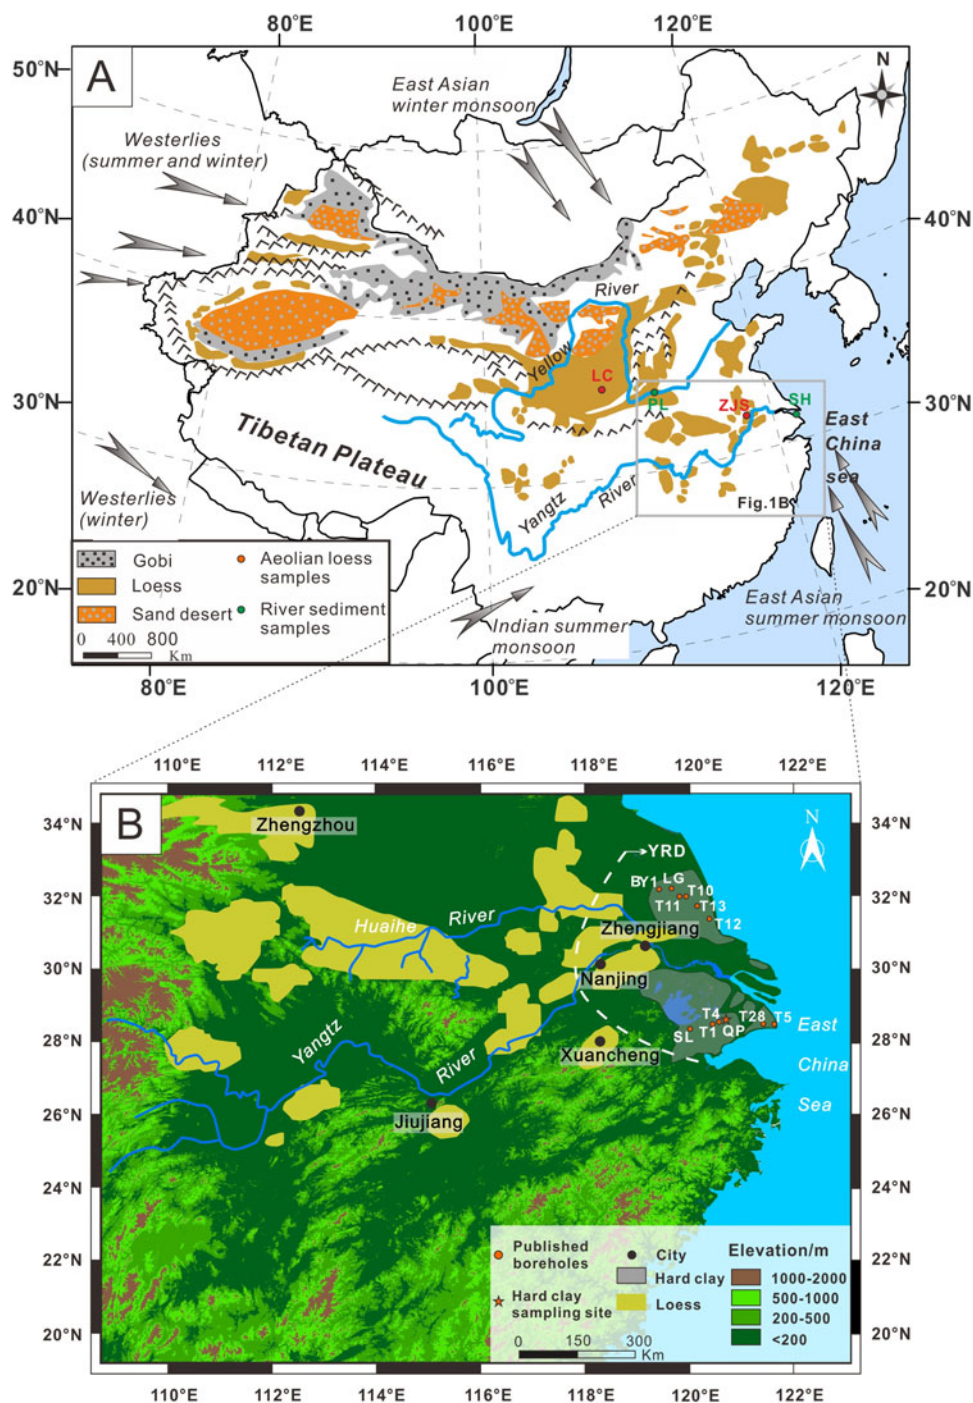 80°E
100°E
120°E
50°N
A
East Asian
winter monsoon
N
Westerlies
(summer and winter)
40°N
40°N
River
Yellow
LC
PL
ZJS
SH
30°N
30°N
Tibetan Plateau
East
China
sea
Yangtz
River
Fig.1B
Westerlies
(winter)
Gobi
Loess
Sand desert
Aeolian loess
samples
River sediment
samples
0 400 800
Km
20°N
20°N
Indian summer
monsoon
East Asian
summer monsoon
80°E
100°E
120°E
110°E
112°E
114°E
116°E
118°E
120°E
122°E
B
N
34°N
34°N
Zhengzhou
YRD
BY1
LG
T10
T11
T13
T12
32°N
32°N
Huaihe
River
Zhengjiang
Nanjing
30°N
30°N
T4
T28
T5
SL
T1
QP
East
China
Sea
Yangtz
River
Xuancheng
28°N
28°N
Jiujiang
26°N
26°N
24°N
24°N
22°N
22°N
20°N
20°N
Published
boreholes
Hard clay
sampling site
City
Hard clay
Loess
0 150 300
Km
Elevation/m
1000-2000
500-1000
200-500
<200
110°E
112°E
114°E
116°E
118°E
120°E
122°E